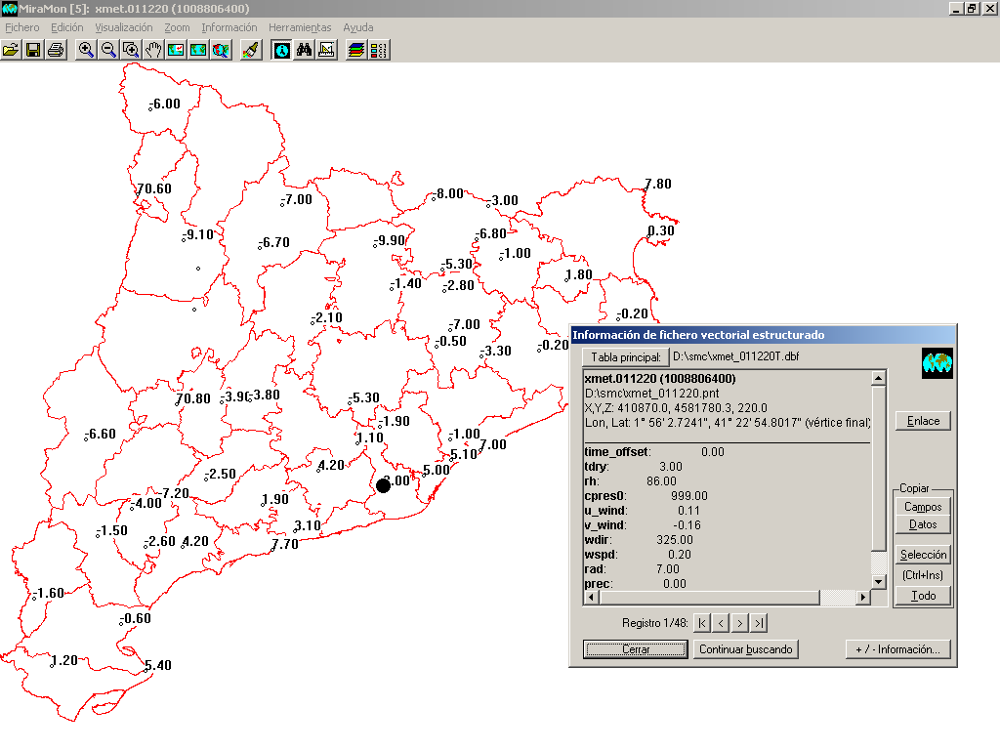 MiraMon [5]: xmet.011220 (1008806400)
Fichero Edición Visualización Zoom Información Herramientas Ayuda
-6.00
70.60
7.80
-8.00
-7.00
-3.00
0.30
-9.10
-6.70
-9.90
-6.80
-1.00
-5.30
1.80
-1.40
-2.80
-0.20
-2.10
-7.00
-0.50
-3.30
-0.20
70.80
-3.90
-3.80
-5.30
-1.90
-6.60
1.10
-1.00
7.00
5.10
4.20
5.00
-2.50
3.00
-7.20
-4.00
1.90
-1.50
3.10
-2.60
4.20
7.70
-1.60
-0.60
1.20
5.40
Información de fichero vectorial estructurado
Tabla principal: D:\smc\xmet_011220T.dbf
xmet.011220 (1008806400)
D:\smc\xmet_011220.pnt
X,Y,Z: 410870.0, 4581780.3, 220.0
Lon, Lat: 1° 56' 2.7241", 41° 22' 54.8017" (vértice final)
time_offset: 0.00
tdry: 3.00
rh: 86.00
cpres0: 999.00
u_wind: 0.11
v_wind: -0.16
wdir: 325.00
wspd: 0.20
rad: 7.00
prec: 0.00
Enlace
Copiar
Campos
Datos
Selección
(Ctrl+Ins)
Todo
Registro 1/48: |< < > >|
Cerrar Continuar buscando + / - Información...